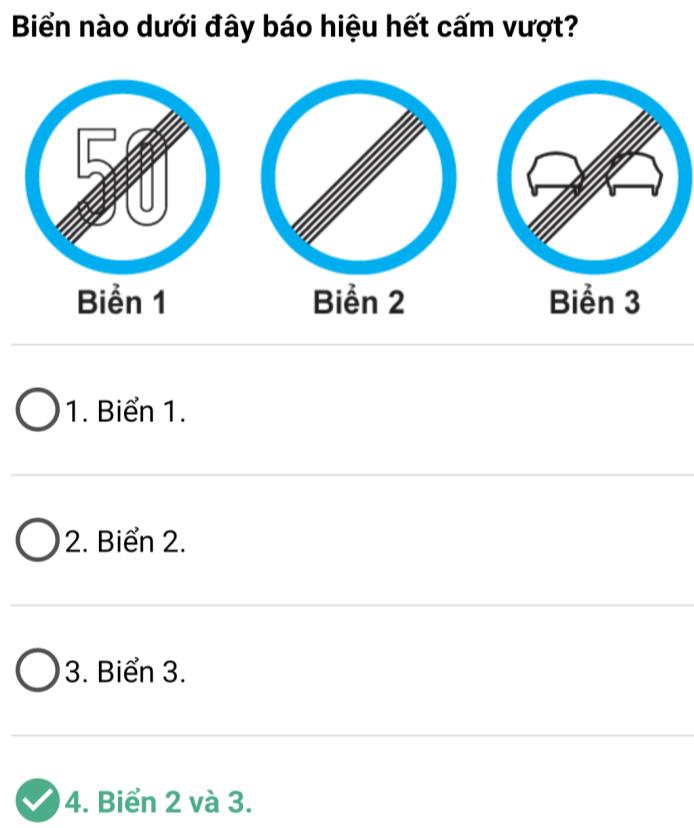 Biển nào dưới đây báo hiệu hết cấm vượt?
50
Biển 1 Biển 2 Biển 3
1. Biển 1.
2. Biển 2.
3. Biển 3.
4. Biển 2 và 3.